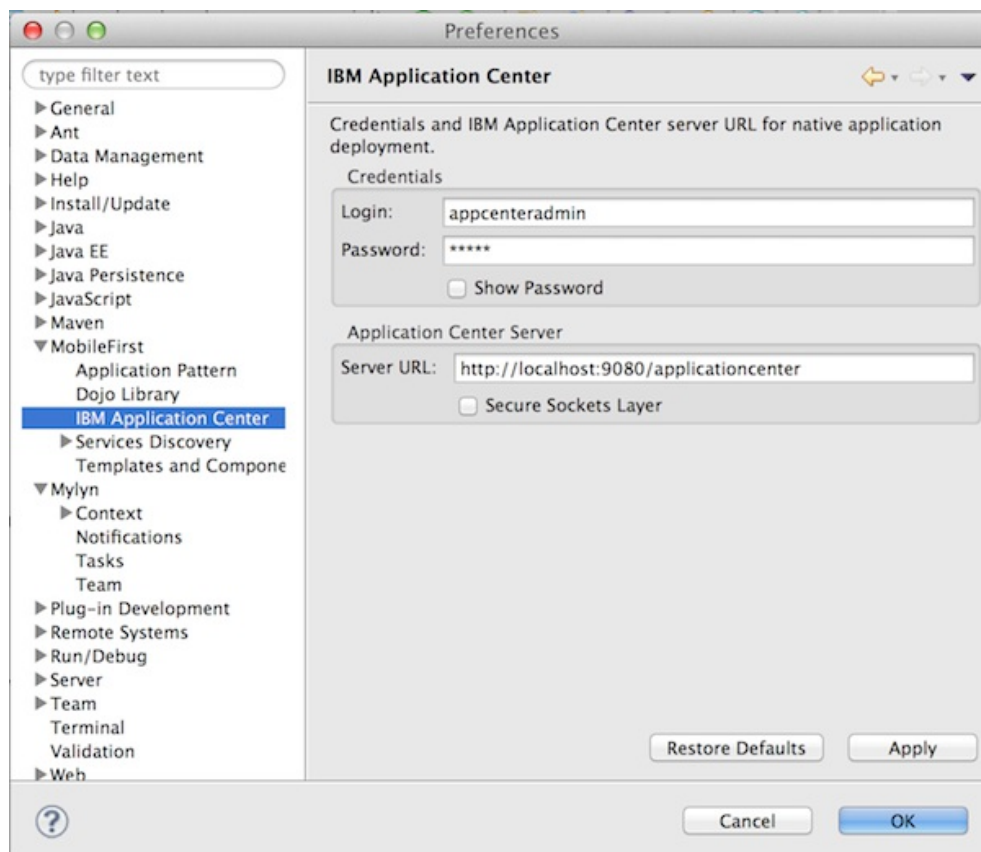 Preferences
type filter text
General
Ant
Data Management
Help
Install/Update
Java
Java EE
Java Persistence
JavaScript
Maven
MobileFirst
Application Pattern
Dojo Library
IBM Application Center
Services Discovery
Templates and Compone
Mylyn
Context
Notifications
Tasks
Team
Plug-in Development
Remote Systems
Run/Debug
Server
Team
Terminal
Validation
Web
IBM Application Center
Credentials and IBM Application Center server URL for native application
deployment.
Credentials
Login: appcenteradmin
Password: *****
Show Password
Application Center Server
Server URL: http://localhost:9080/applicationcenter
Secure Sockets Layer
Restore Defaults Apply
? Cancel OK